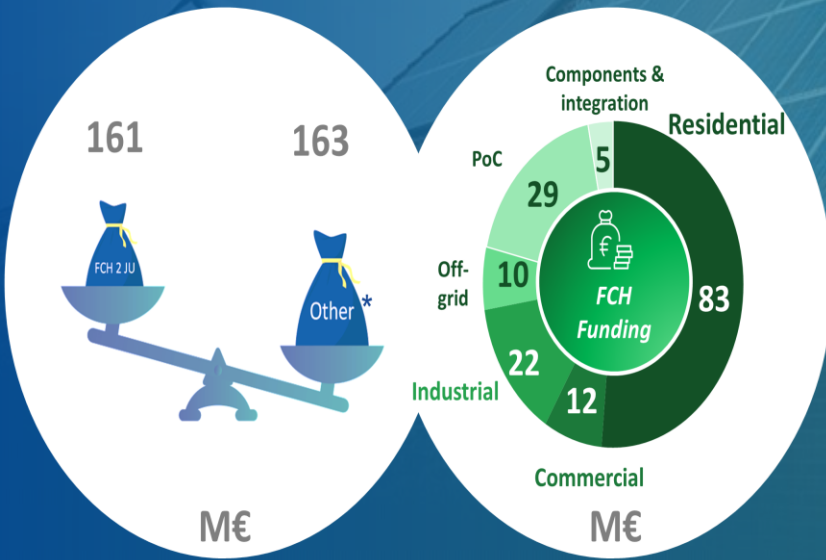 161
163
FCH 2 JU
Other *
M€
Components &
integration
Residential
PoC
5
29
Off-
grid
10
FCH
Funding
83
22
Industrial
12
Commercial
M€